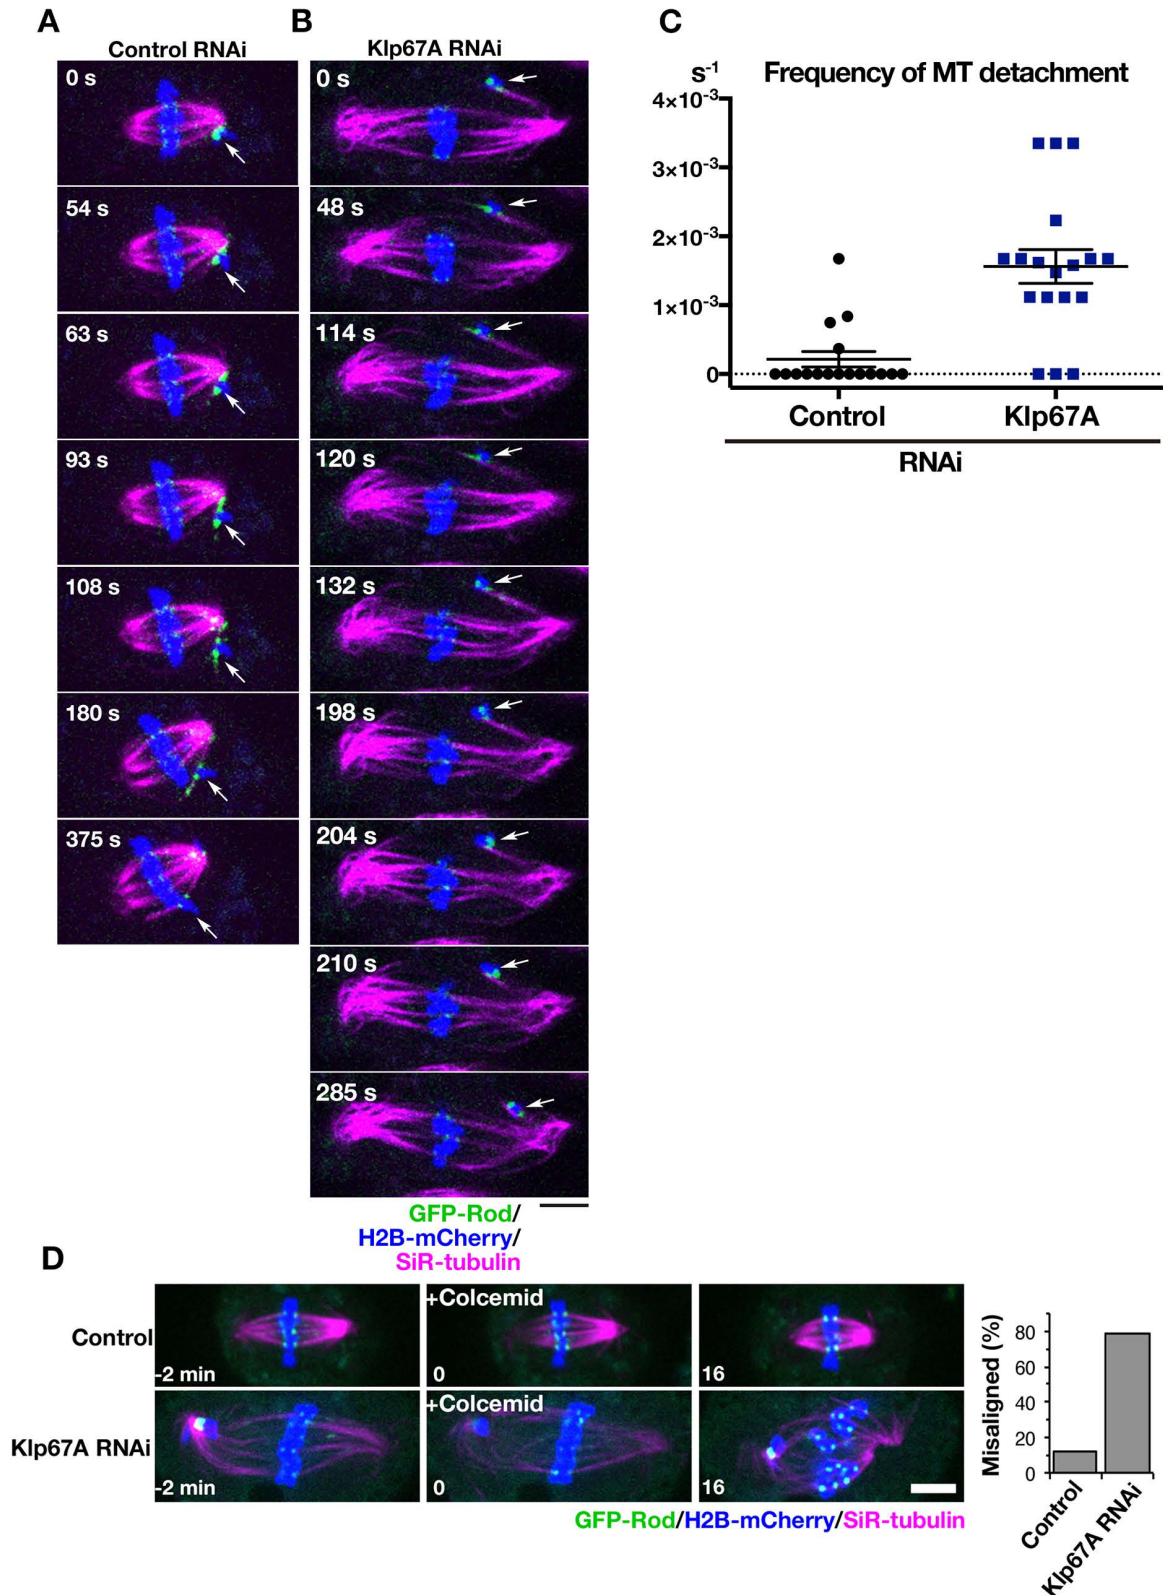 A
Control RNAi
0 s
54 s
63 s
93 s
108 s
180 s
375 s
B
Klp67A RNAi
0 s
48 s
114 s
120 s
132 s
198 s
204 s
210 s
285 s
GFP-Rod/
H2B-mCherry/
SiR-tubulin
C
Frequency of MT detachment
s⁻¹
4×10⁻³
3×10⁻³
2×10⁻³
1×10⁻³
0
Control
Klp67A
RNAi
D
Control
-2 min
+Colcemid
0
16
Klp67A RNAi
-2 min
+Colcemid
0
16
GFP-Rod/H2B-mCherry/SiR-tubulin
Misaligned (%)
80
60
40
20
0
Control
Klp67A RNAi